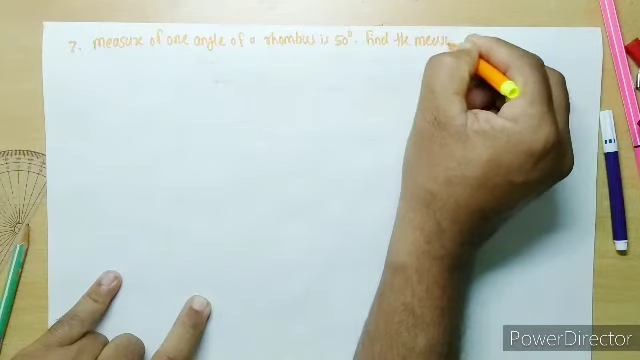 7. Measure of one angle of a rhombus is 50°. Find the meas
PowerDirector